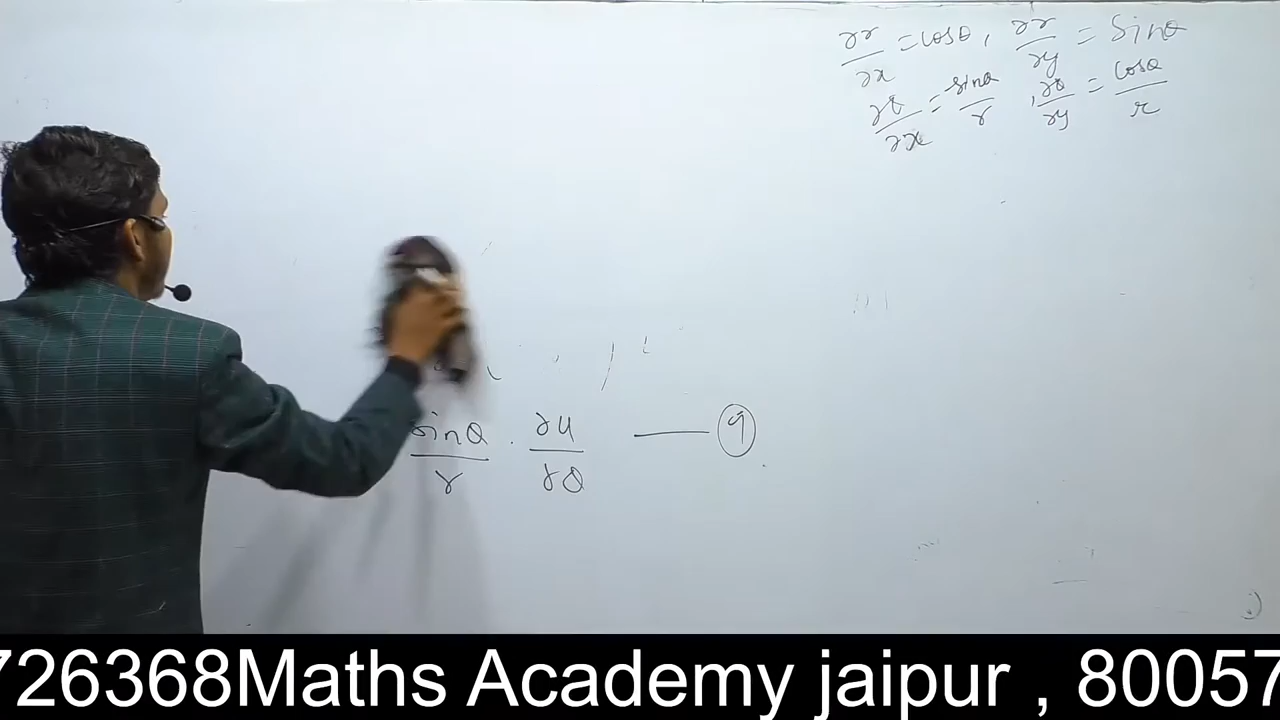 ∂r/∂x = cosθ, ∂r/∂y = Sinθ
∂θ/∂x = sinθ/r, ∂θ/∂y = cosθ/r
sinθ/r . ∂u/∂θ — 9
726368Maths Academy jaipur , 80057